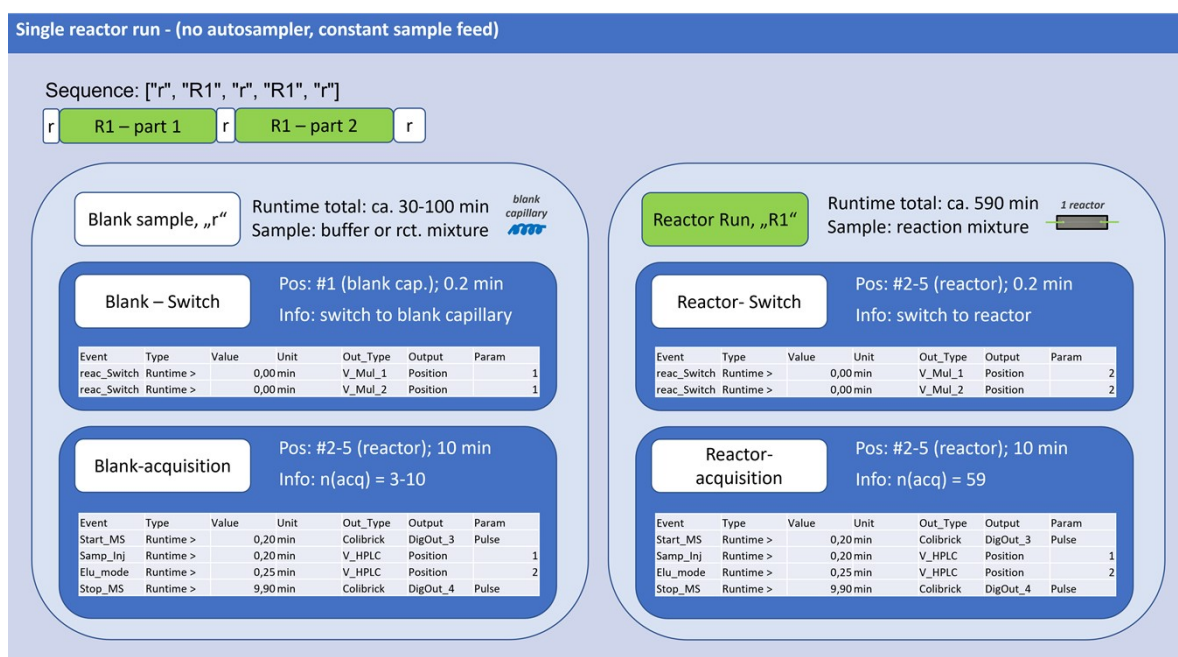 Single reactor run - (no autosampler, constant sample feed)
Sequence: ["r", "R1", "r", "R1", "r"]
r R1 – part 1 r R1 – part 2 r
Blank sample, „r“
Runtime total: ca. 30-100 min
Sample: buffer or rct. mixture
blank
capillary
Blank – Switch
Pos: #1 (blank cap.); 0.2 min
Info: switch to blank capillary
Event Type Value Unit Out_Type Output Param
reac_Switch Runtime > 0,00 min V_Mul_1 Position 1
reac_Switch Runtime > 0,00 min V_Mul_2 Position 1
Blank-acquisition
Pos: #2-5 (reactor); 10 min
Info: n(acq) = 3-10
Event Type Value Unit Out_Type Output Param
Start_MS Runtime > 0,20 min Colibrick DigOut_3 Pulse
Samp_Inj Runtime > 0,20 min V_HPLC Position 1
Elu_mode Runtime > 0,25 min V_HPLC Position 2
Stop_MS Runtime > 9,90 min Colibrick DigOut_4 Pulse
Reactor Run, „R1“
Runtime total: ca. 590 min
Sample: reaction mixture
1 reactor
Reactor- Switch
Pos: #2-5 (reactor); 0.2 min
Info: switch to reactor
Event Type Value Unit Out_Type Output Param
reac_Switch Runtime > 0,00 min V_Mul_1 Position 2
reac_Switch Runtime > 0,00 min V_Mul_2 Position 2
Reactor-
acquisition
Pos: #2-5 (reactor); 10 min
Info: n(acq) = 59
Event Type Value Unit Out_Type Output Param
Start_MS Runtime > 0,20 min Colibrick DigOut_3 Pulse
Samp_Inj Runtime > 0,20 min V_HPLC Position 1
Elu_mode Runtime > 0,25 min V_HPLC Position 2
Stop_MS Runtime > 9,90 min Colibrick DigOut_4 Pulse